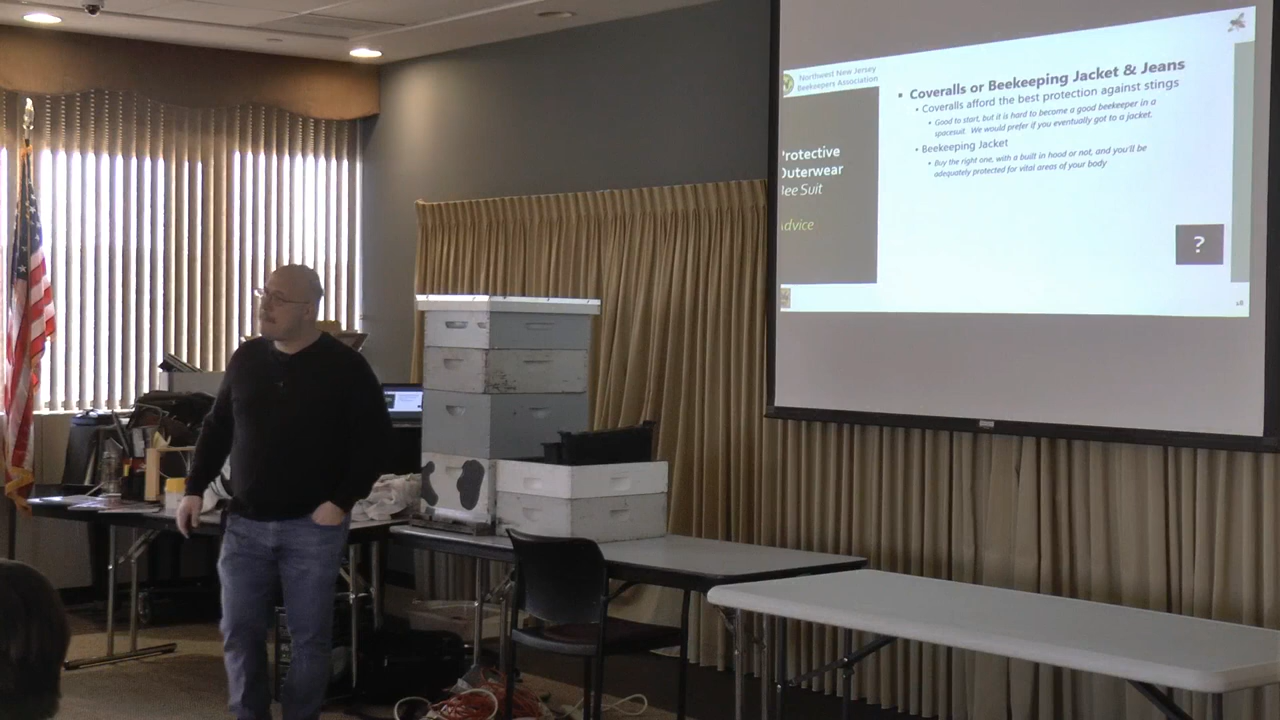 Northwest New Jersey
Beekeepers Association
Protective
Outerwear
Bee Suit
Advice
Coveralls or Beekeeping Jacket & Jeans
Coveralls afford the best protection against stings
Good to start, but it is hard to become a good beekeeper in a
spacesuit. We would prefer if you eventually got to a jacket.
Beekeeping Jacket
Buy the right one, with a built in hood or not, and you'll be
adequately protected for vital areas of your body
?